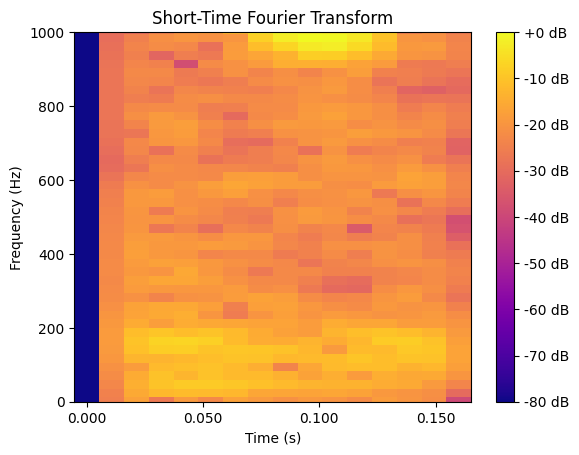 Short-Time Fourier Transform
1000
800
600
400
200
0
Frequency (Hz)
0.000
0.050
0.100
0.150
Time (s)
+0 dB
-10 dB
-20 dB
-30 dB
-40 dB
-50 dB
-60 dB
-70 dB
-80 dB